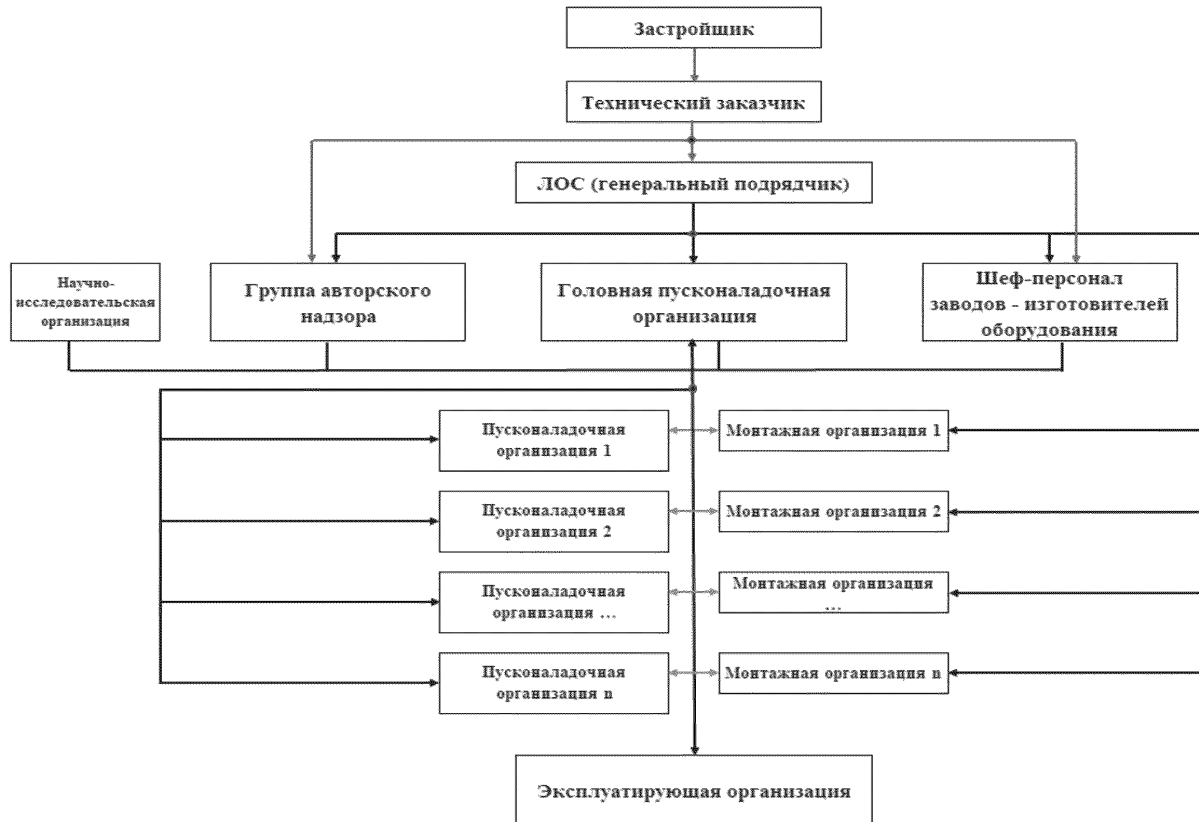 Застройшик
Технический заказчик
ЛОС (генеральный подрядчик)
Научно-
исследовательская
организация
Группа авторского
надзора
Головная пусконаладочная
организация
Шеф-персонал
заводов - изготовителей
оборудования
Пусконаладочная
организация 1
Монтажная организация 1
Пусконаладочная
организация 2
Монтажная организация 2
Пусконаладочная
организация ...
Монтажная организация
...
Пусконаладочная
организация n
Монтажная организация n
Эксплуатирующая организация